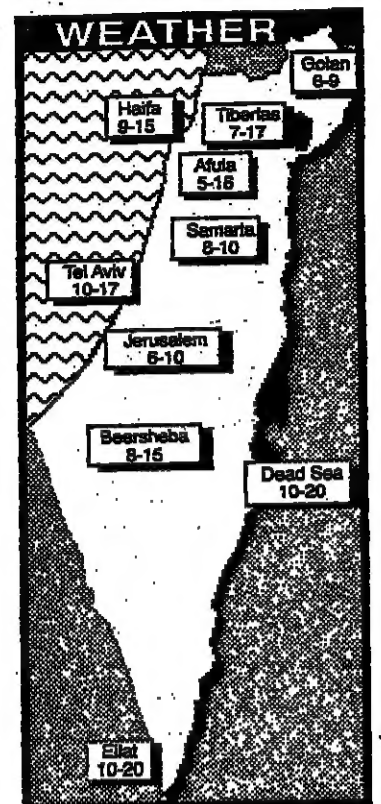 WEATHER
Golan
6-9
Haifa
9-15
Tiberias
7-17
Afula
5-16
Samaria
6-10
Tel Aviv
10-17
Jerusalem
6-10
Beersheba
8-15
Dead Sea
10-20
Eilat
10-20